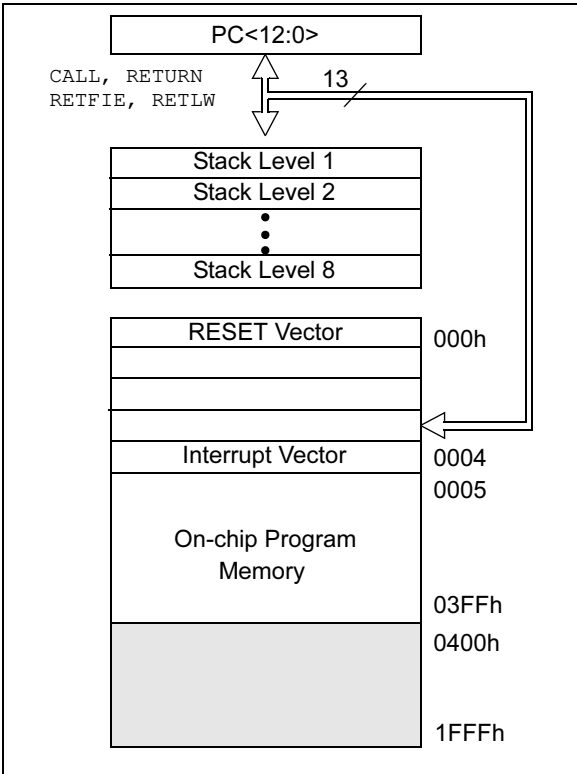 PC<12:0>
CALL, RETURN
RETFIE, RETLW
13
Stack Level 1
Stack Level 2
Stack Level 8
RESET Vector
000h
Interrupt Vector
0004
0005
On-chip Program
Memory
03FFh
0400h
1FFFh